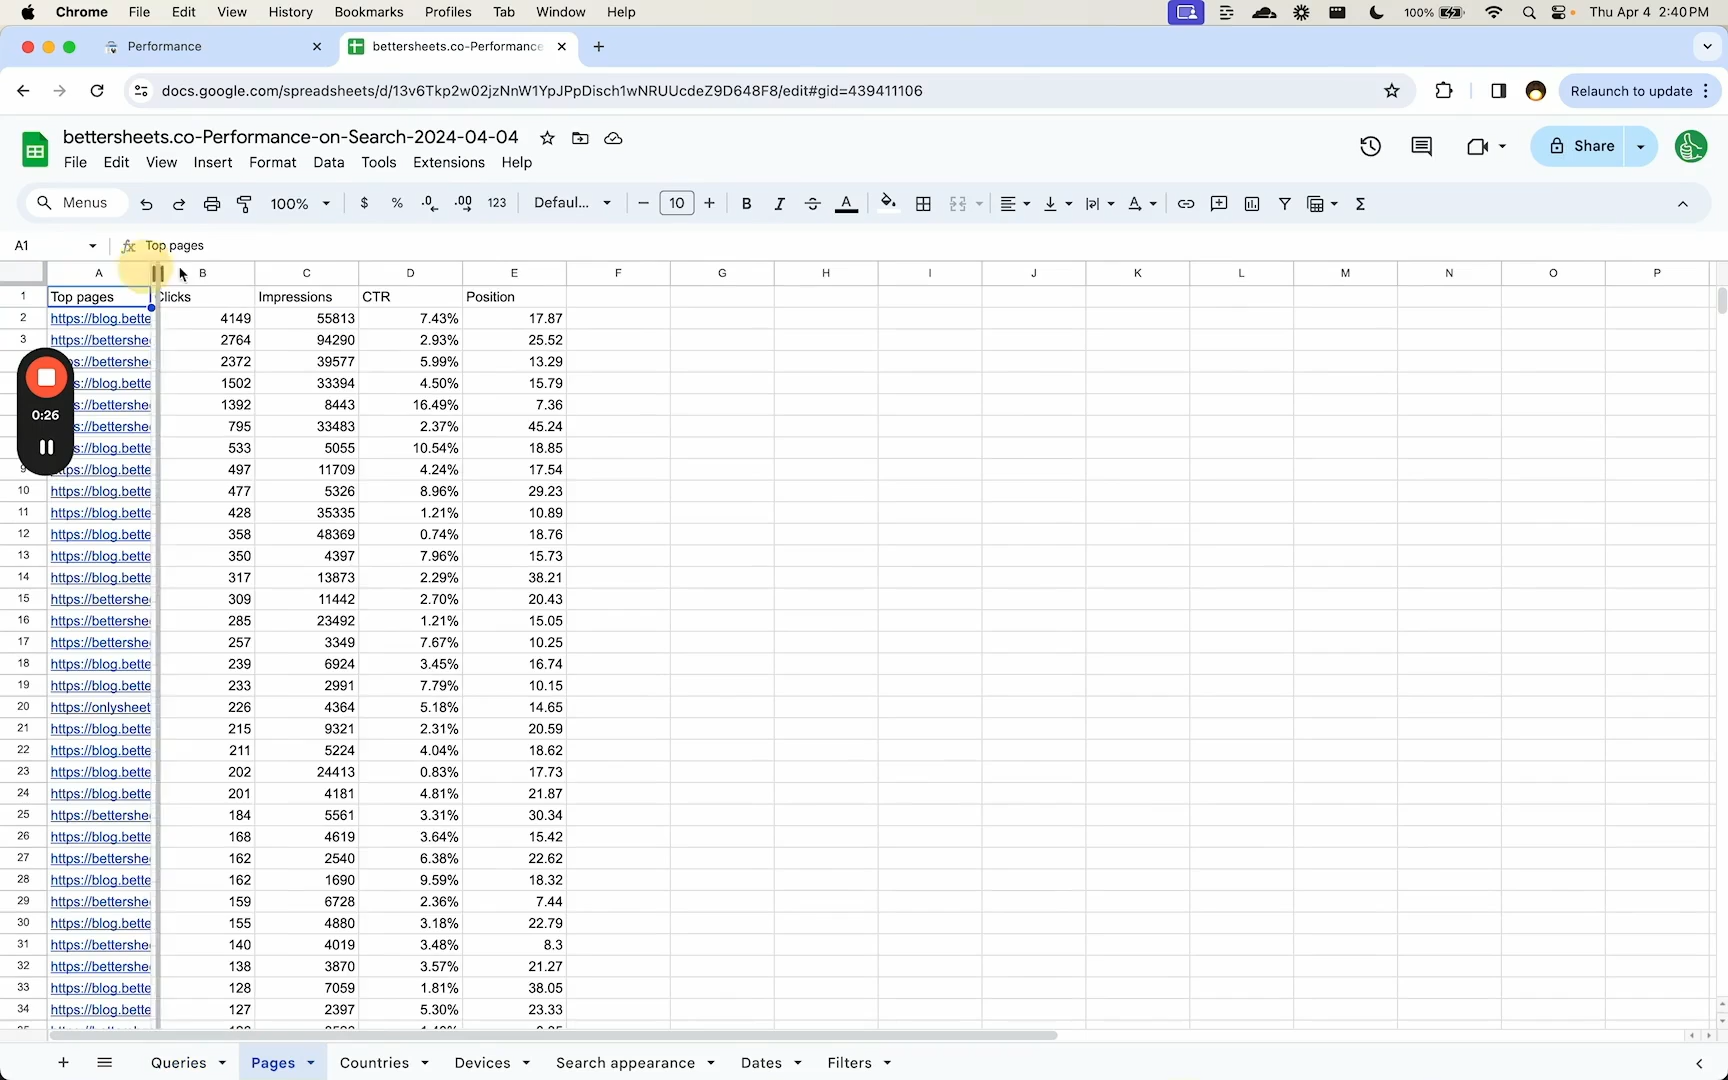 Chrome File Edit View History Bookmarks Profiles Tab Window Help 100% Thu Apr 4 2:40 PM
Performance bettersheets.co-Performance
docs.google.com/spreadsheets/d/13v6Tkp2w02jzNnW1YpJPpDisch1wNRUUcdeZ9D648F8/edit#gid=439411106 Relaunch to update
bettersheets.co-Performance-on-Search-2024-04-04
File Edit View Insert Format Data Tools Extensions Help Share
Menus 100% $ % .0 .00 123 Defaul... 10 B I A
A1 fx Top pages
A B C D E F G H I J K L M N O P
1 Top pages Clicks Impressions CTR Position
2 https://blog.bette 4149 55813 7.43% 17.87
3 https://bettershe 2764 94290 2.93% 25.52
s://bettershe 2372 39577 5.99% 13.29
s://blog.bette 1502 33394 4.50% 15.79
s://bettershe 1392 8443 16.49% 7.36
0:26
s://bettershe 795 33483 2.37% 45.24
s://blog.bette 533 5055 10.54% 18.85
9 ps://blog.bette 497 11709 4.24% 17.54
10 https://blog.bette 477 5326 8.96% 29.23
11 https://blog.bette 428 35335 1.21% 10.89
12 https://blog.bette 358 48369 0.74% 18.76
13 https://blog.bette 350 4397 7.96% 15.73
14 https://blog.bette 317 13873 2.29% 38.21
15 https://bettershe 309 11442 2.70% 20.43
16 https://bettershe 285 23492 1.21% 15.05
17 https://bettershe 257 3349 7.67% 10.25
18 https://blog.bette 239 6924 3.45% 16.74
19 https://blog.bette 233 2991 7.79% 10.15
20 https://onlysheet 226 4364 5.18% 14.65
21 https://blog.bette 215 9321 2.31% 20.59
22 https://blog.bette 211 5224 4.04% 18.62
23 https://blog.bette 202 24413 0.83% 17.73
24 https://blog.bette 201 4181 4.81% 21.87
25 https://bettershe 184 5561 3.31% 30.34
26 https://blog.bette 168 4619 3.64% 15.42
27 https://bettershe 162 2540 6.38% 22.62
28 https://blog.bette 162 1690 9.59% 18.32
29 https://bettershe 159 6728 2.36% 7.44
30 https://blog.bette 155 4880 3.18% 22.79
31 https://bettershe 140 4019 3.48% 8.3
32 https://bettershe 138 3870 3.57% 21.27
33 https://blog.bette 128 7059 1.81% 38.05
34 https://blog.bette 127 2397 5.30% 23.33
Queries Pages Countries Devices Search appearance Dates Filters